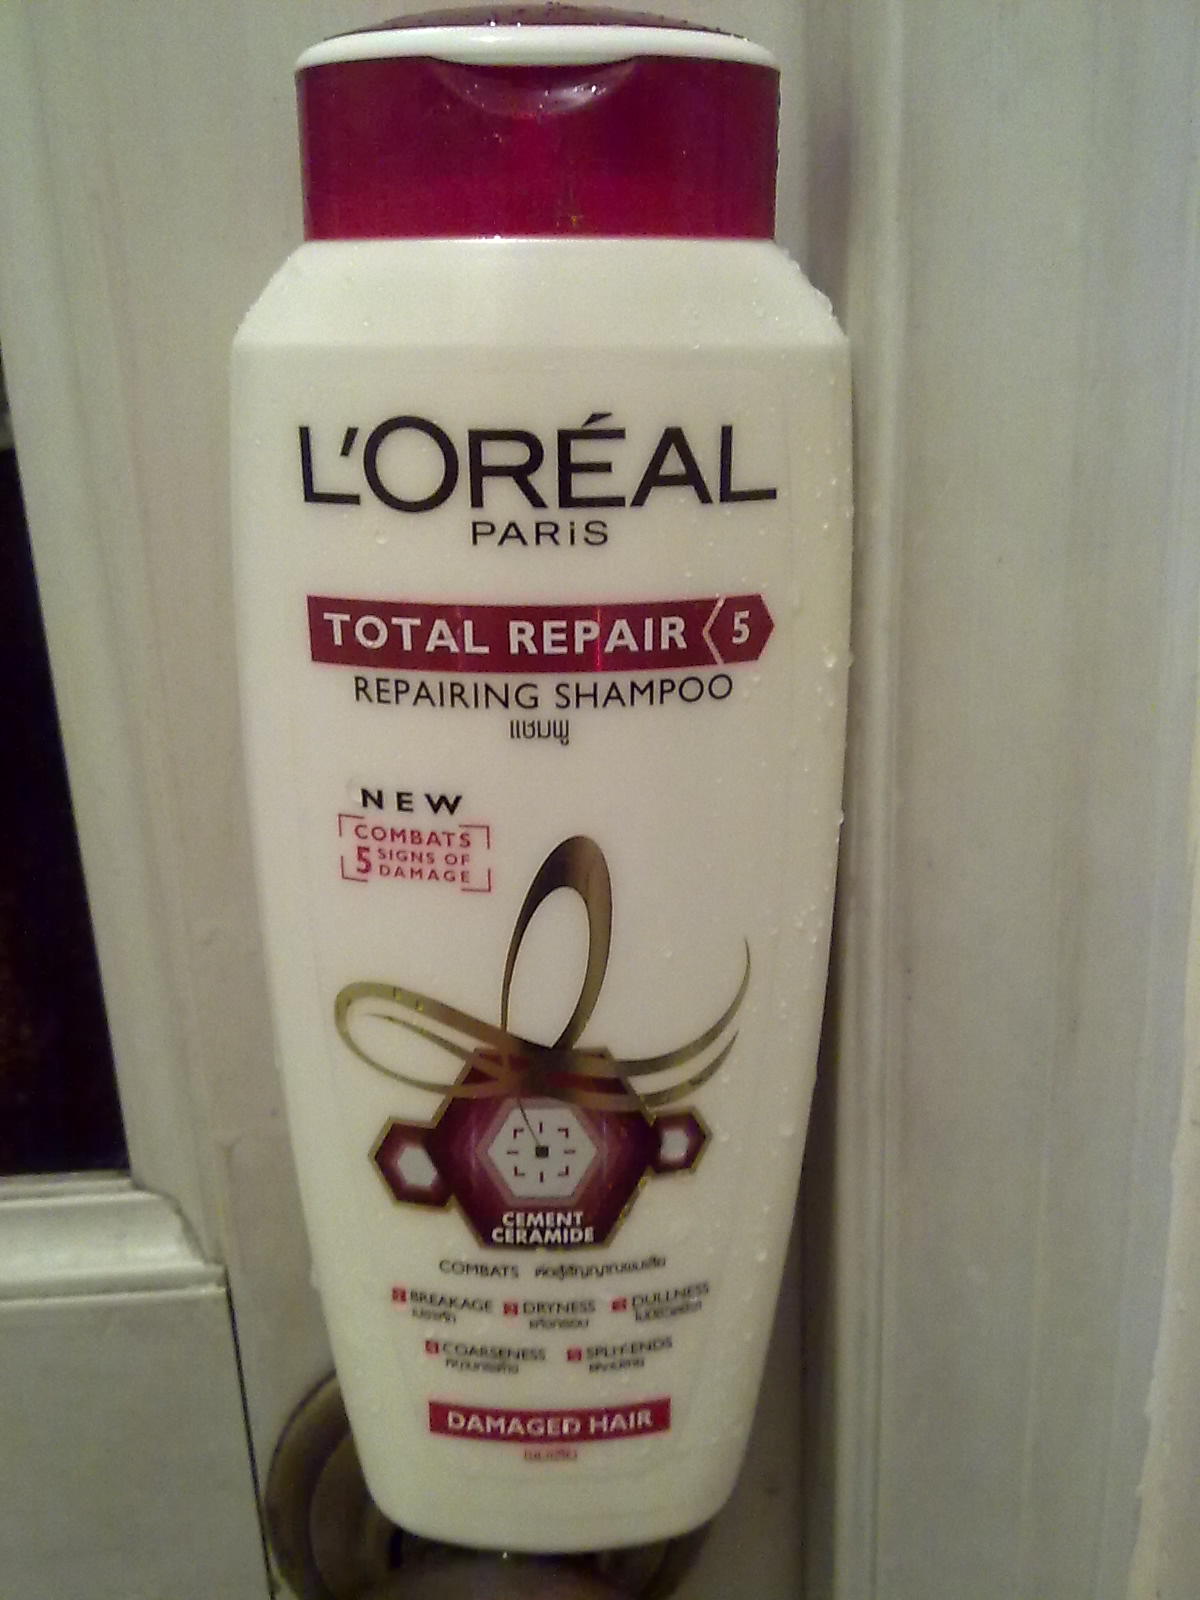 L'ORÉAL
PARiS
TOTAL REPAIR 5
REPAIRING SHAMPOO
แชมพู
NEW
COMBATS
5 SIGNS OF
DAMAGE
CEMENT
CERAMIDE
COMBATS
BREAKAGE DRYNESS DULLNESS
COARSENESS SPLIT-ENDS
DAMAGED HAIR